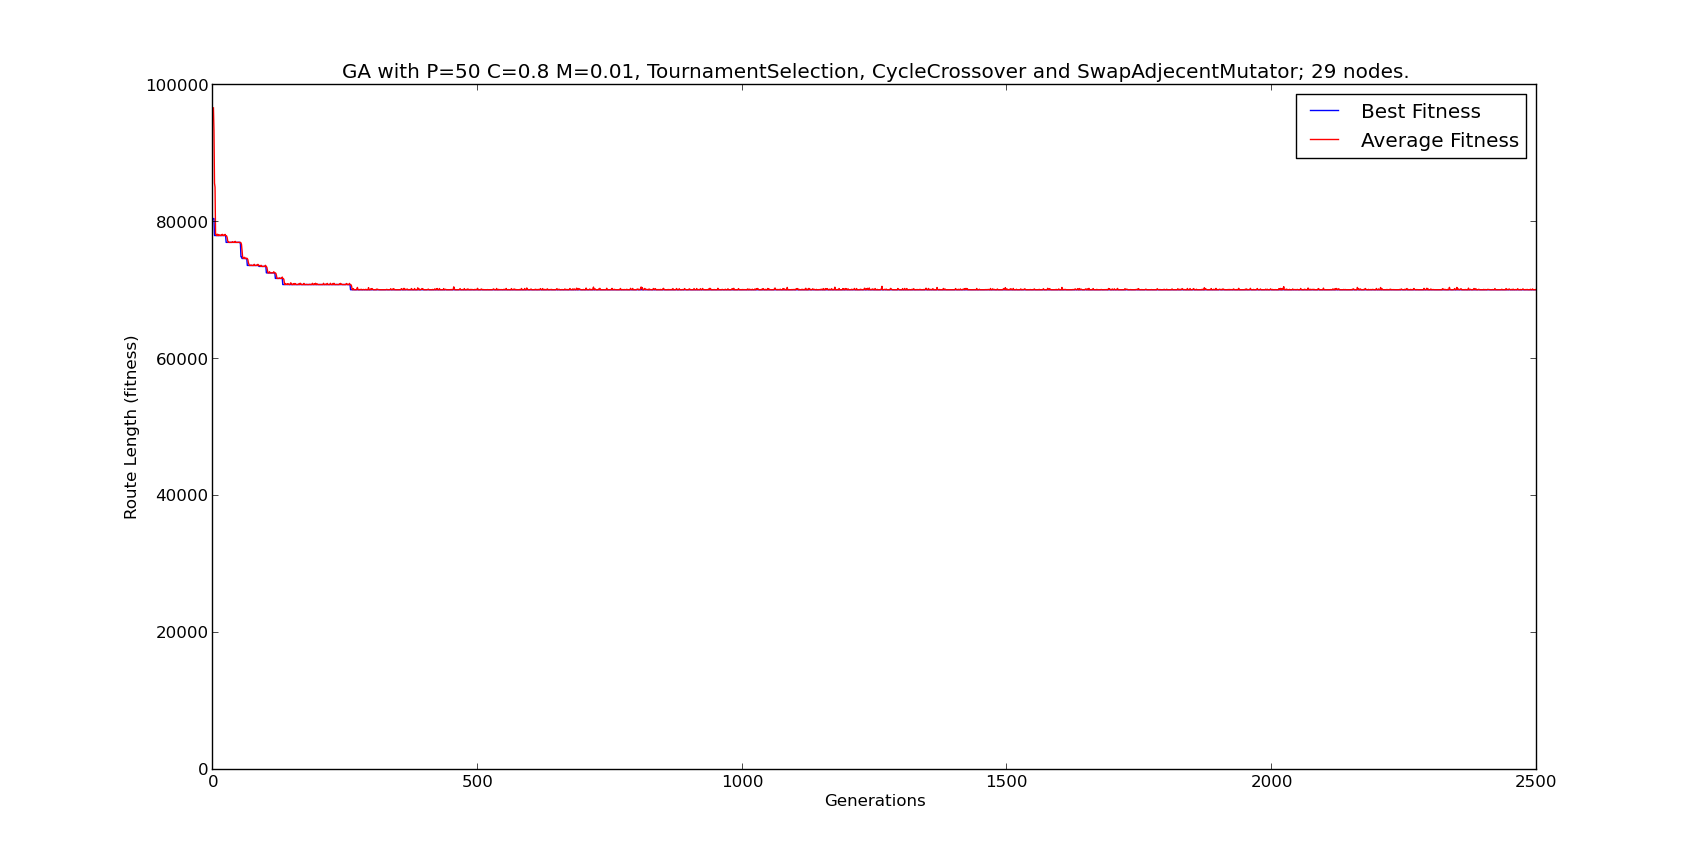 GA with P=50 C=0.8 M=0.01, TournamentSelection, CycleCrossover and SwapAdjecentMutator; 29 nodes.
100000
80000
60000
40000
20000
0
Route Length (fitness)
Best Fitness
Average Fitness
0 500 1000 1500 2000 2500
Generations